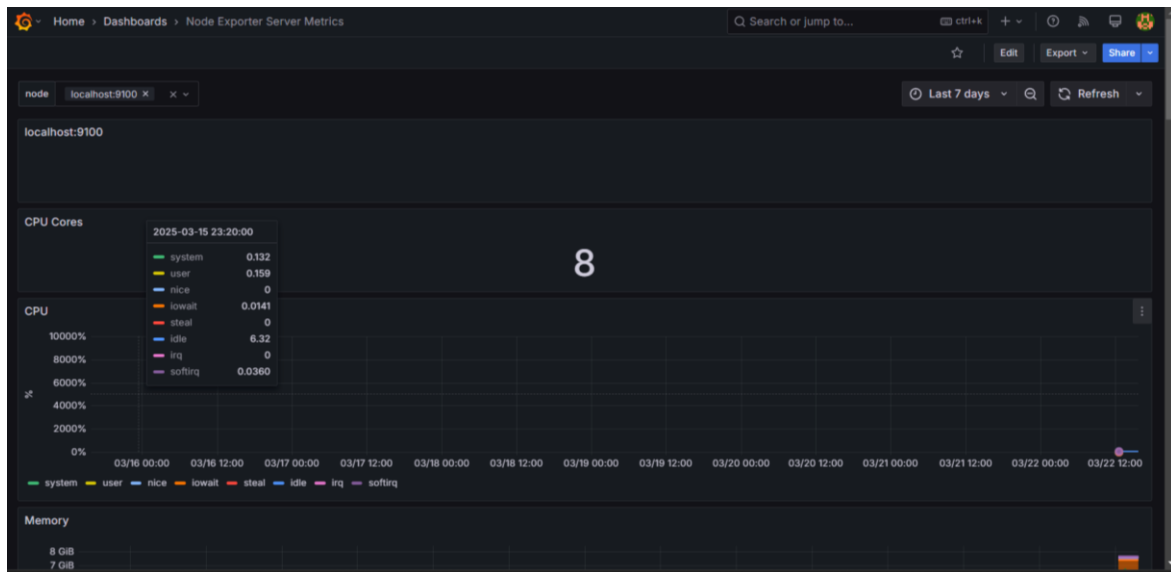 Home › Dashboards › Node Exporter Server Metrics
Search or jump to...
ctrl+k
Edit
Export
Share
node
localhost:9100 ×
Last 7 days
Refresh
localhost:9100
CPU Cores
8
2025-03-15 23:20:00
system 0.132
user 0.159
nice 0
iowait 0.0141
steal 0
idle 6.32
irq 0
softirq 0.0360
CPU
%
10000%
8000%
6000%
4000%
2000%
0%
03/16 00:00 03/16 12:00 03/17 00:00 03/17 12:00 03/18 00:00 03/18 12:00 03/19 00:00 03/19 12:00 03/20 00:00 03/20 12:00 03/21 00:00 03/21 12:00 03/22 00:00 03/22 12:00
system user nice iowait steal idle irq softirq
Memory
8 GiB
7 GiB